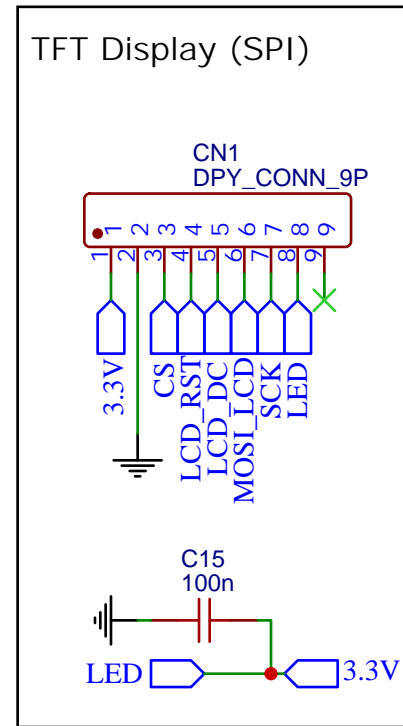 TFT Display (SPI)
CN1
DPY_CONN_9P
1 2 3 4 5 6 7 8 9
1 2 3 4 5 6 7 8 9
3.3V
CS
LCD_RST
LCD_DC
MOSI_LCD
SCK
LED
C15
100n
LED 3.3V